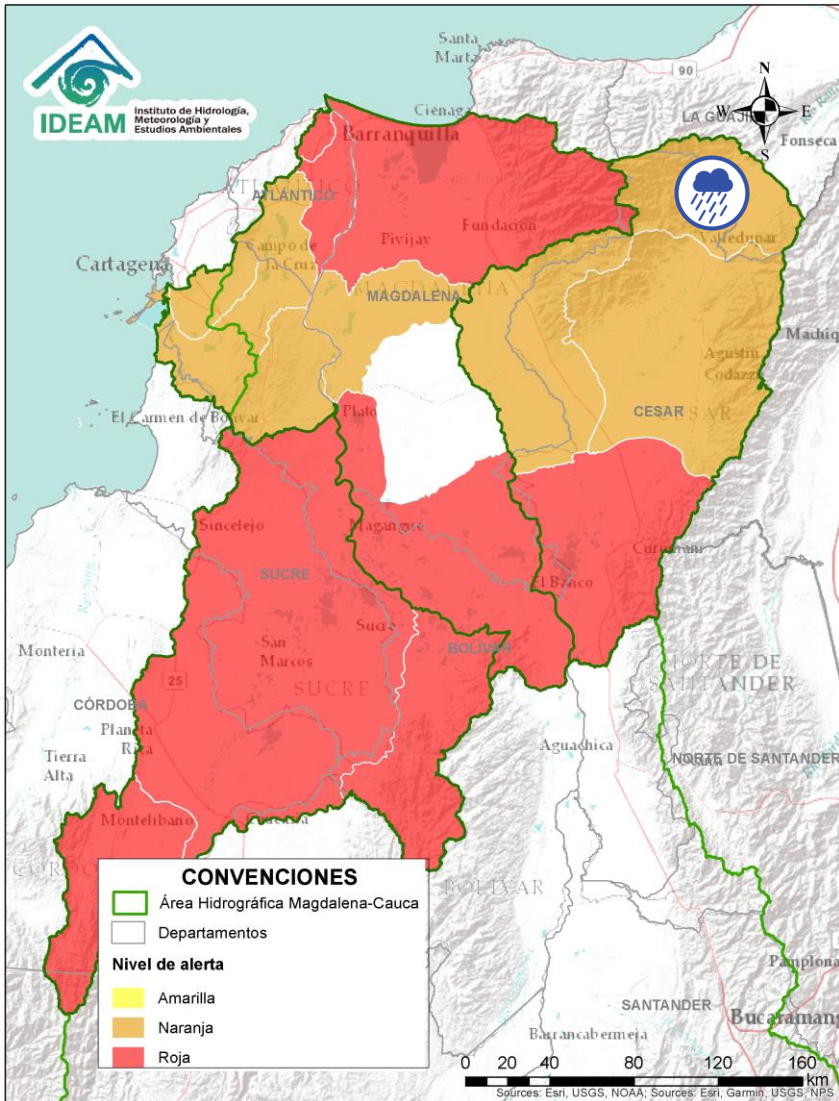 IDEAM
Instituto de Hidrología,
Meteorología y
Estudios Ambientales
Santa
Marta
90
N
E
S
LA GUAJI
Fonseca
Ciénaga
Barranquilla
ATLÁNTICO
Fundación
Pivijay
Valledupar
Campo de
la Cruz
Cartagena
MAGDALENA
Machiq
Agustín
Codazzi
El Carmen de Bolívar
Plato
CESAR
Sincelejo
Magangué
SUCRE
El Banco
Sucre
San
Marcos
BOLÍVAR
Montería
25
SUCRE
NORTE DE
SANTANDER
CÓRDOBA
Planeta
Rica
Aguachica
Tierra
Alta
NORTE DE SANTANDER
Montelíbano
BOLÍVAR
CONVENCIONES
Área Hidrográfica Magdalena-Cauca
Departamentos
Nivel de alerta
Amarilla
Naranja
Roja
Pamplona
SANTANDER
Bucaramang
Barrancabermeja
0 20 40 80 120 160
km
Sources: Esri, USGS, NOAA; Sources: Esri, Garmin, USGS, NPS